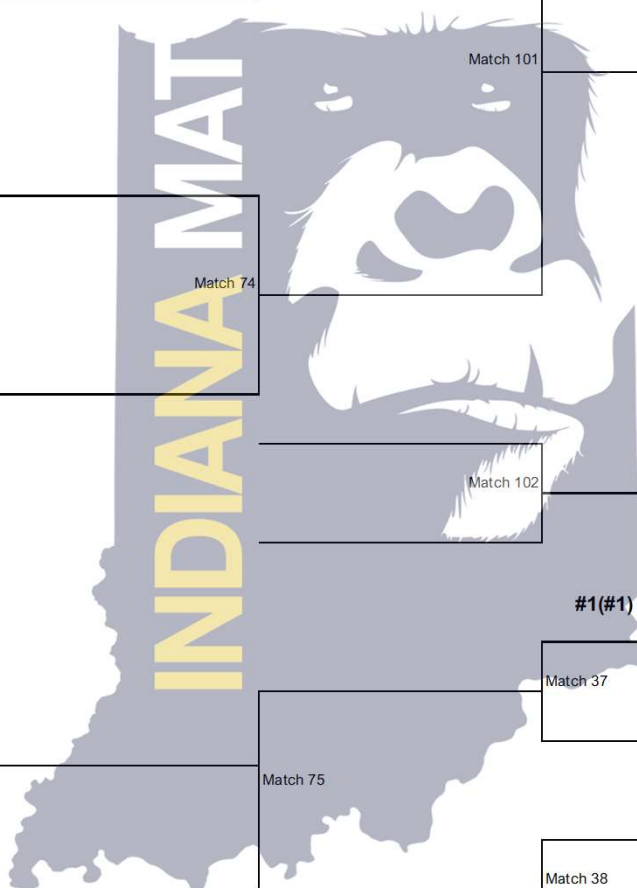 Match 101
INDIANA MAT
Match 74
Match 102
#1(#1)
Match 37
Match 75
Match 38